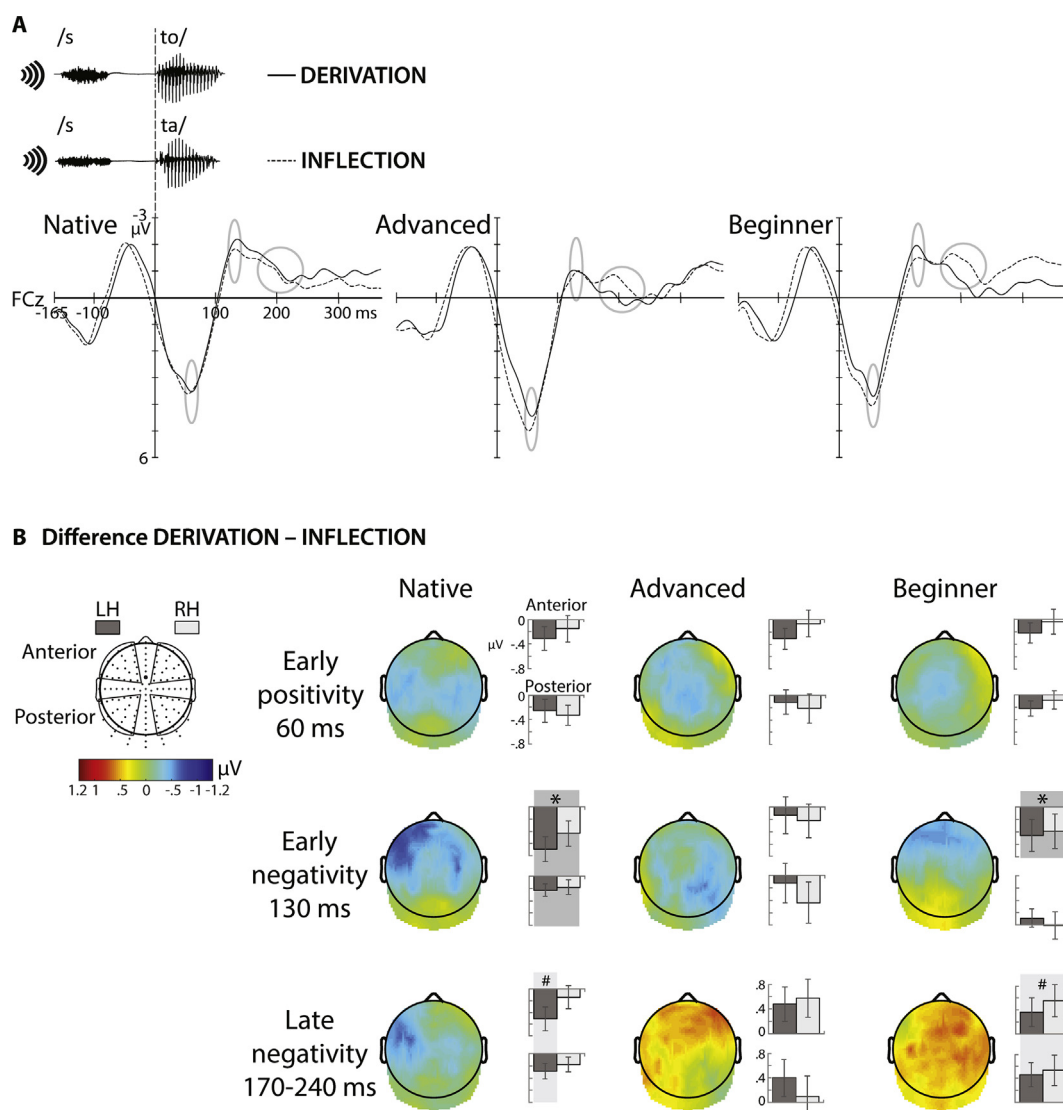 A
/s to/
DERIVATION
/s ta/
INFLECTION
Native -3 µV Advanced Beginner
FCz
-165 -100 100 200 300 ms
6
B Difference DERIVATION – INFLECTION
Native Advanced Beginner
LH RH
Anterior
Posterior
µV
1.2 1 .5 0 -.5 -1 -1.2
Early
positivity
60 ms
Anterior
0
µV
-.4
-.8
Posterior
0
-.4
-.8
Early
negativity
130 ms
*
*
Late
negativity
170-240 ms
#
.8
.4
0
.8
.4
0
#